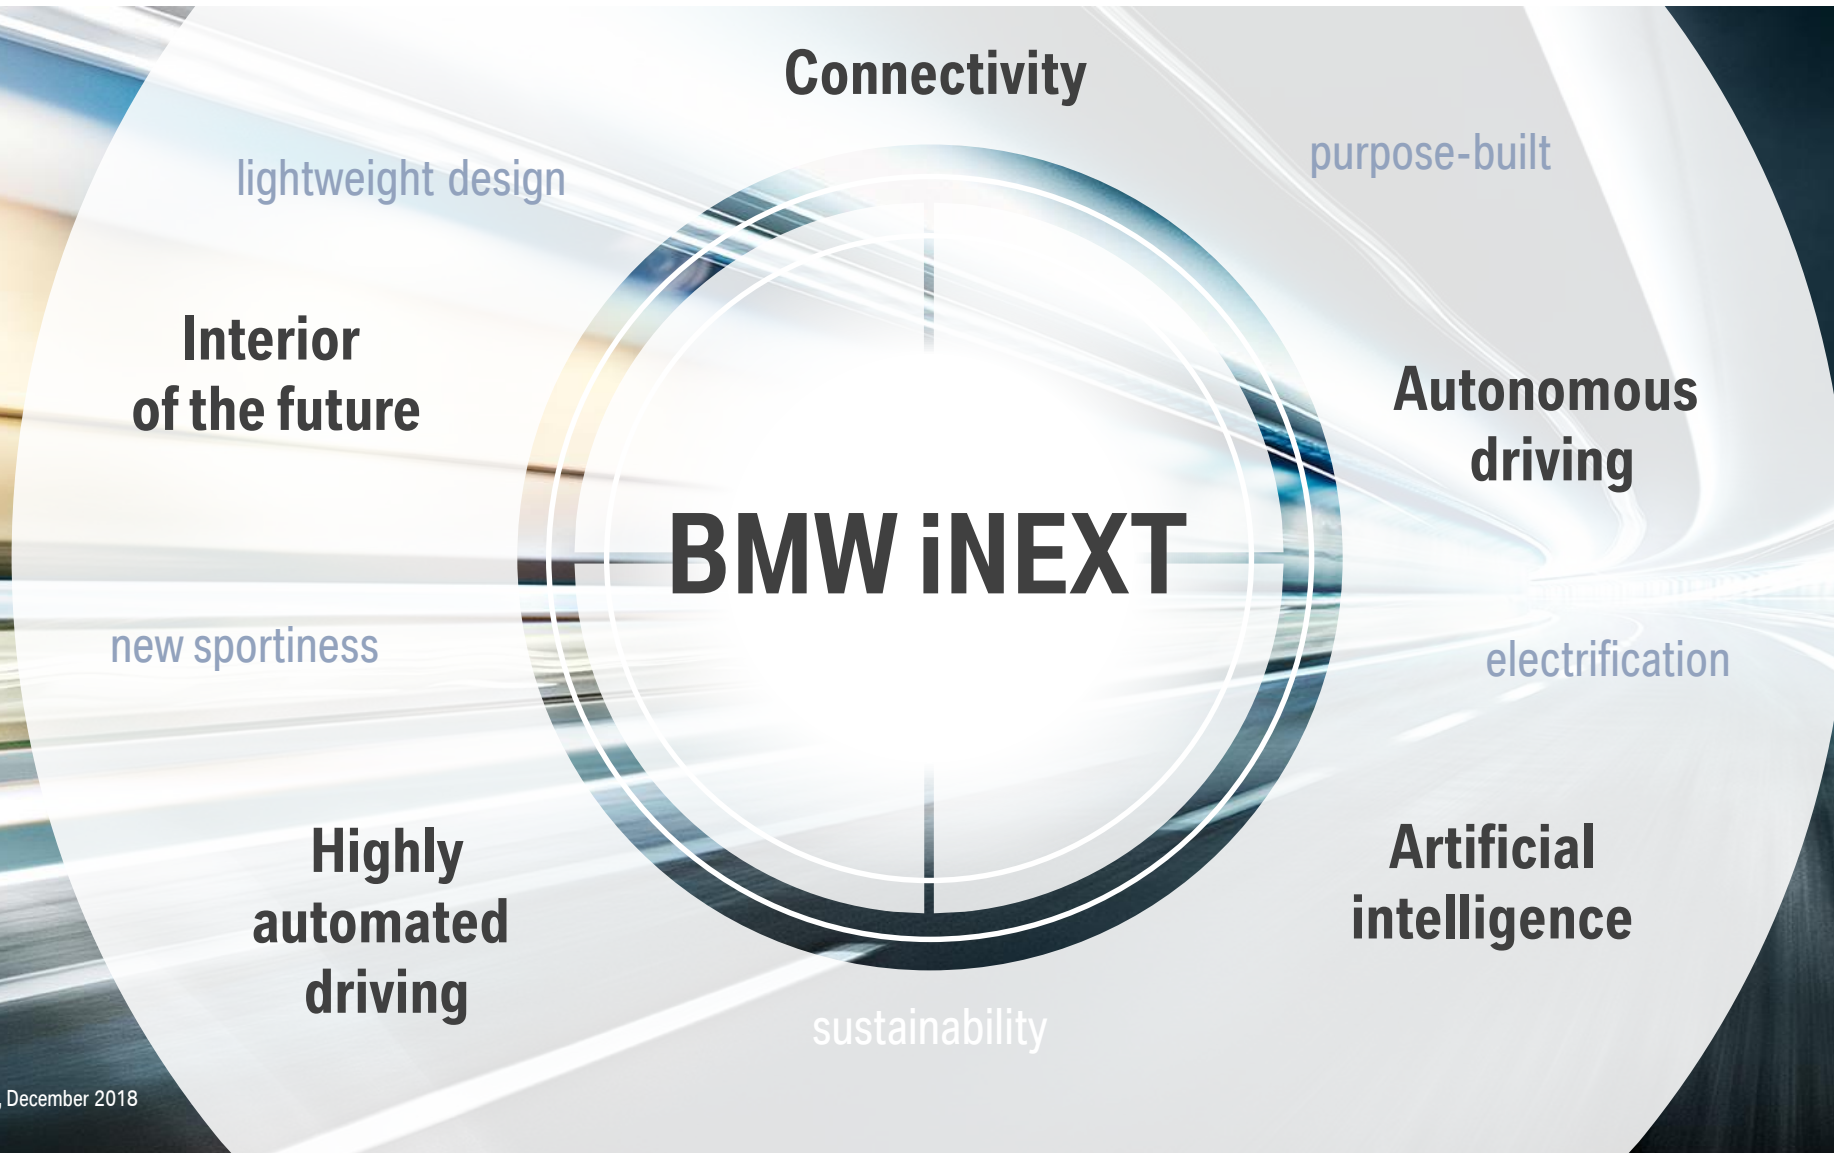 Connectivity
purpose-built
lightweight design
Interior
of the future
Autonomous
driving
BMW iNEXT
new sportiness
electrification
Highly
automated
driving
Artificial
intelligence
sustainability
, December 2018